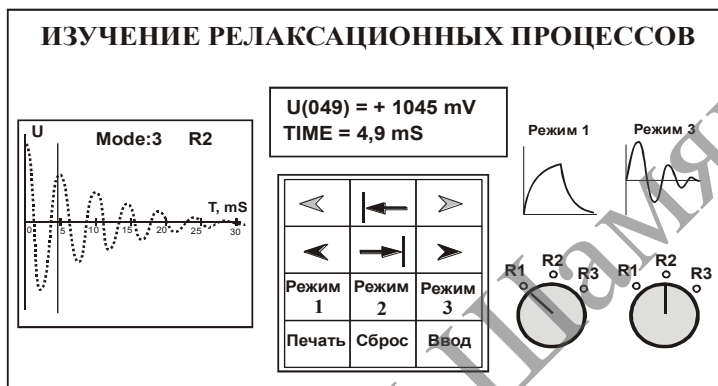 ИЗУЧЕНИЕ РЕЛАКСАЦИОННЫХ ПРОЦЕССОВ
U(049) = + 1045 mV
TIME = 4,9 mS
U
Mode:3 R2
T, mS
0 5 10 15 20 25 30
Режим 1
Режим 3
Режим 1
Режим 2
Режим 3
Печать
Сброс
Ввод
R1 R2 R3
R1 R2 R3
Шамя